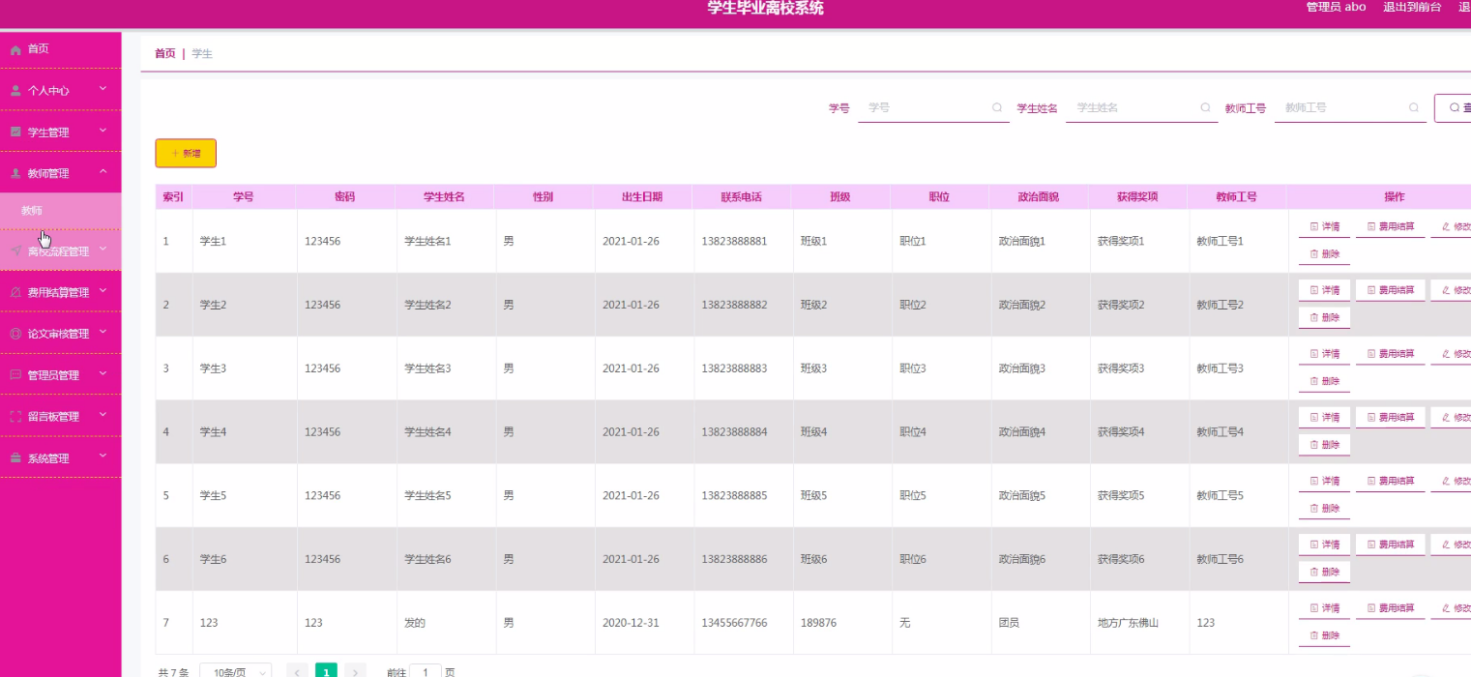 学生毕业离校系统
管理员 abo 退出到前台 退
首页
个人中心
学生管理
教师管理
教师
离校流程管理
费用结算管理
论文审核管理
管理员管理
留言板管理
系统管理
首页 | 学生
学号 学号 学生姓名 学生姓名 教师工号 教师工号
+ 新增
索引 学号 密码 学生姓名 性别 出生日期 联系电话 班级 职位 政治面貌 获得奖项 教师工号 操作
1 学生1 123456 学生姓名1 男 2021-01-26 13823888881 班级1 职位1 政治面貌1 获得奖项1 教师工号1 详情 费用结算 修改
删除
2 学生2 123456 学生姓名2 男 2021-01-26 13823888882 班级2 职位2 政治面貌2 获得奖项2 教师工号2 详情 费用结算 修改
删除
3 学生3 123456 学生姓名3 男 2021-01-26 13823888883 班级3 职位3 政治面貌3 获得奖项3 教师工号3 详情 费用结算 修改
删除
4 学生4 123456 学生姓名4 男 2021-01-26 13823888884 班级4 职位4 政治面貌4 获得奖项4 教师工号4 详情 费用结算 修改
删除
5 学生5 123456 学生姓名5 男 2021-01-26 13823888885 班级5 职位5 政治面貌5 获得奖项5 教师工号5 详情 费用结算 修改
删除
6 学生6 123456 学生姓名6 男 2021-01-26 13823888886 班级6 职位6 政治面貌6 获得奖项6 教师工号6 详情 费用结算 修改
删除
7 123 123 发的 男 2020-12-31 13455667766 189876 无 团员 地方广东佛山 123 详情 费用结算 修改
删除
共 7 条 10条/页 < 1 > 前往 1 页